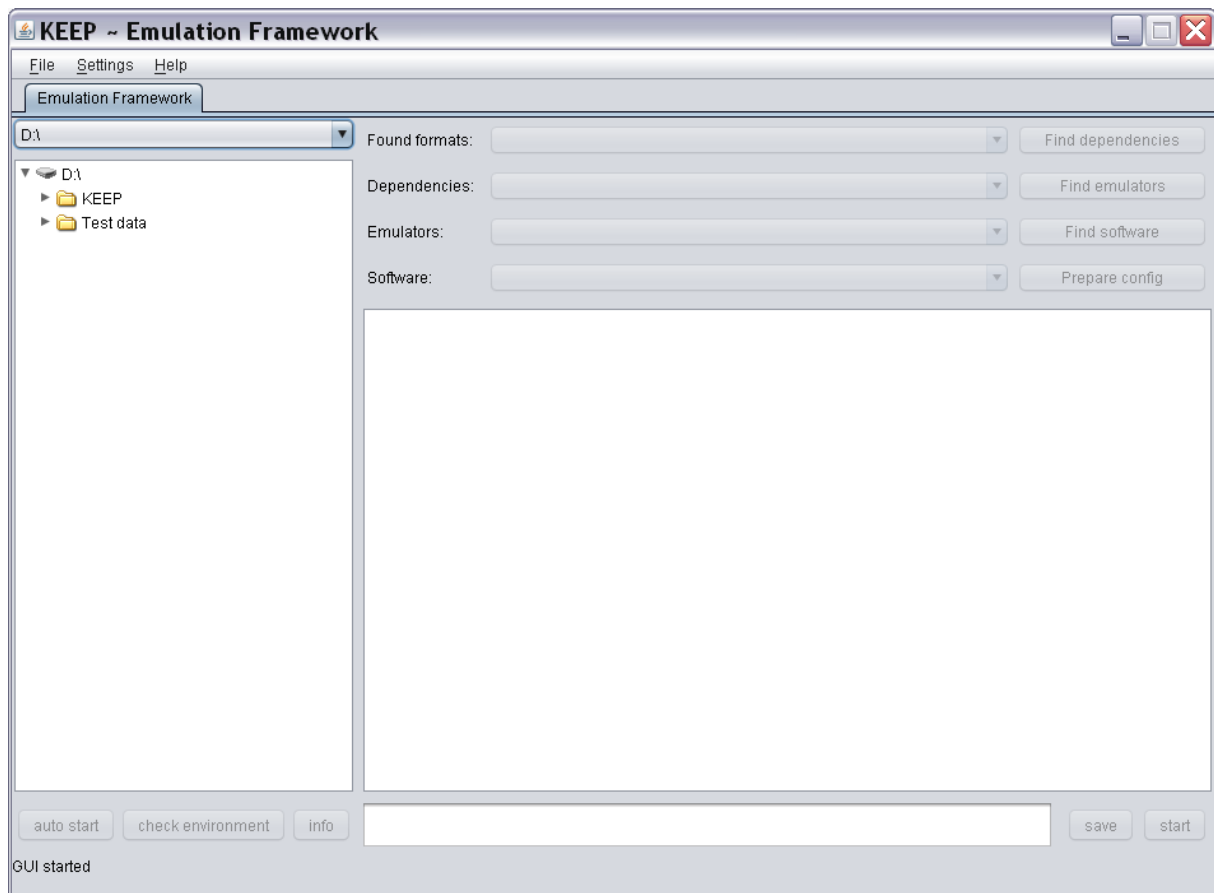 KEEP ~ Emulation Framework
File Settings Help
Emulation Framework
D:\
D:\
KEEP
Test data
Found formats: Find dependencies
Dependencies: Find emulators
Emulators: Find software
Software: Prepare config
auto start check environment info save start
GUI started